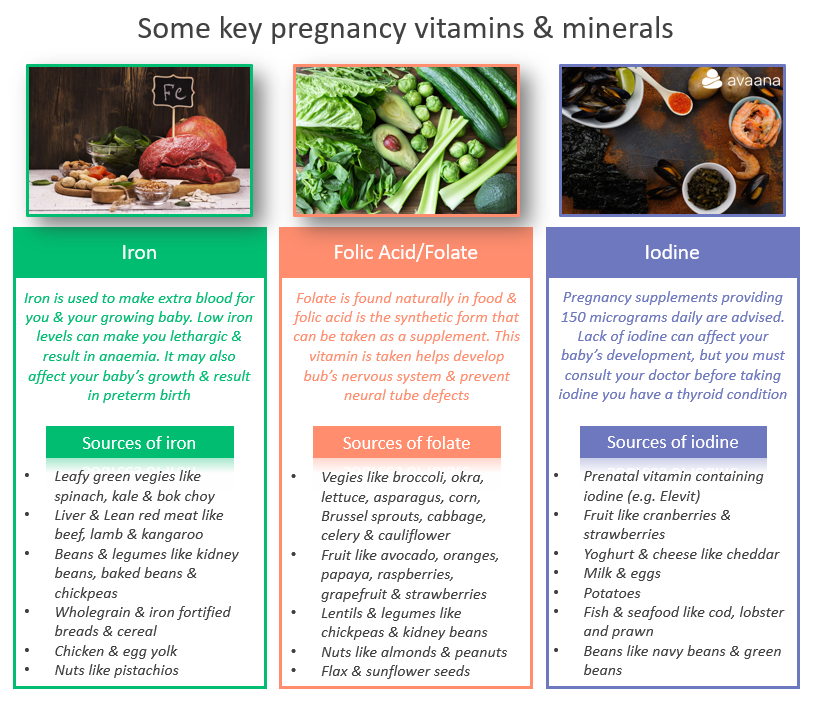 Some key pregnancy vitamins & minerals
Fe
avaana
Iron
Iron is used to make extra blood for
you & your growing baby. Low iron
levels can make you lethargic &
result in anaemia. It may also
affect your baby's growth & result
in preterm birth
Sources of iron
• Leafy green vegies like
spinach, kale & bok choy
• Liver & Lean red meat like
beef, lamb & kangaroo
• Beans & legumes like kidney
beans, baked beans &
chickpeas
• Wholegrain & iron fortified
breads & cereal
• Chicken & egg yolk
• Nuts like pistachios
Folic Acid/Folate
Folate is found naturally in food &
folic acid is the synthetic form that
can be taken as a supplement. This
vitamin is taken helps develop
bub's nervous system & prevent
neural tube defects
Sources of folate
• Vegies like broccoli, okra,
lettuce, asparagus, corn,
Brussel sprouts, cabbage,
celery & cauliflower
• Fruit like avocado, oranges,
papaya, raspberries,
grapefruit & strawberries
• Lentils & legumes like
chickpeas & kidney beans
• Nuts like almonds & peanuts
• Flax & sunflower seeds
Iodine
Pregnancy supplements providing
150 micrograms daily are advised.
Lack of iodine can affect your
baby's development, but you must
consult your doctor before taking
iodine you have a thyroid condition
Sources of iodine
• Prenatal vitamin containing
iodine (e.g. Elevit)
• Fruit like cranberries &
strawberries
• Yoghurt & cheese like cheddar
• Milk & eggs
• Potatoes
• Fish & seafood like cod, lobster
and prawn
• Beans like navy beans & green
beans